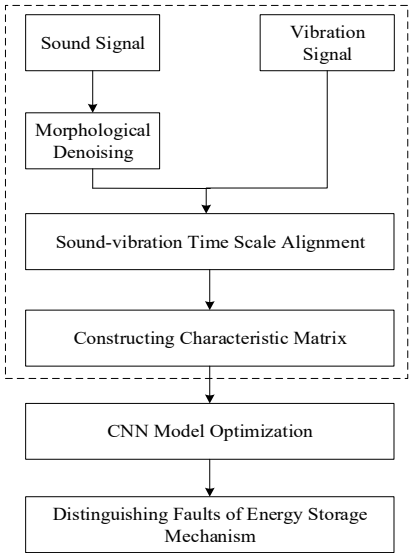 Sound Signal
Vibration
Signal
Morphological
Denoising
Sound-vibration Time Scale Alignment
Constructing Characteristic Matrix
CNN Model Optimization
Distinguishing Faults of Energy Storage
Mechanism